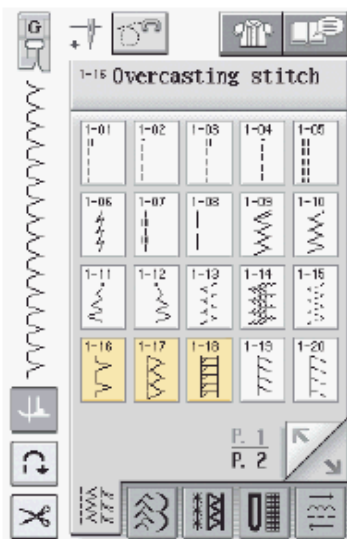 G
1-16 Overcasting stitch
1-01 1-02 1-03 1-04 1-05
1-06 1-07 1-08 1-09 1-10
1-11 1-12 1-13 1-14 1-15
1-16 1-17 1-18 1-19 1-20
P. 1
P. 2